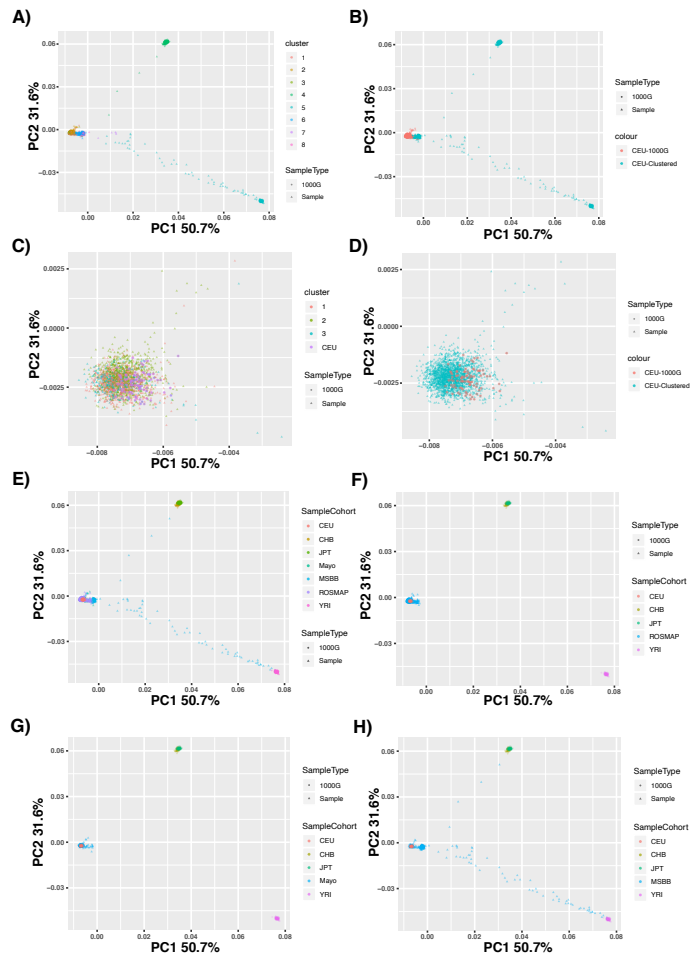 A)
PC2 31.6%
0.06
0.03
0.00
−0.03
0.00
0.02
0.04
0.06
0.08
PC1 50.7%
cluster
1
2
3
4
5
6
7
8
SampleType
1000G
Sample
B)
PC2 31.6%
0.06
0.03
0.00
−0.03
0.00
0.02
0.04
0.06
0.08
PC1 50.7%
SampleType
1000G
Sample
colour
CEU-1000G
CEU-Clustered
C)
PC2 31.6%
0.0025
0.0000
−0.0025
−0.008
−0.006
−0.004
PC1 50.7%
cluster
1
2
3
CEU
SampleType
1000G
Sample
D)
PC2 31.6%
0.0025
0.0000
−0.0025
−0.008
−0.006
−0.004
PC1 50.7%
SampleType
1000G
Sample
colour
CEU-1000G
CEU-Clustered
E)
PC2 31.6%
0.06
0.03
0.00
−0.03
0.00
0.02
0.04
0.06
0.08
PC1 50.7%
SampleCohort
CEU
CHB
JPT
Mayo
MSBB
ROSMAP
YRI
SampleType
1000G
Sample
F)
PC2 31.6%
0.06
0.03
0.00
−0.03
0.00
0.02
0.04
0.06
0.08
PC1 50.7%
SampleType
1000G
Sample
SampleCohort
CEU
CHB
JPT
ROSMAP
YRI
G)
PC2 31.6%
0.06
0.03
0.00
−0.03
0.00
0.02
0.04
0.06
0.08
PC1 50.7%
SampleType
1000G
Sample
SampleCohort
CEU
CHB
JPT
Mayo
YRI
H)
PC2 31.6%
0.06
0.03
0.00
−0.03
0.00
0.02
0.04
0.06
0.08
PC1 50.7%
SampleType
1000G
Sample
SampleCohort
CEU
CHB
JPT
MSBB
YRI